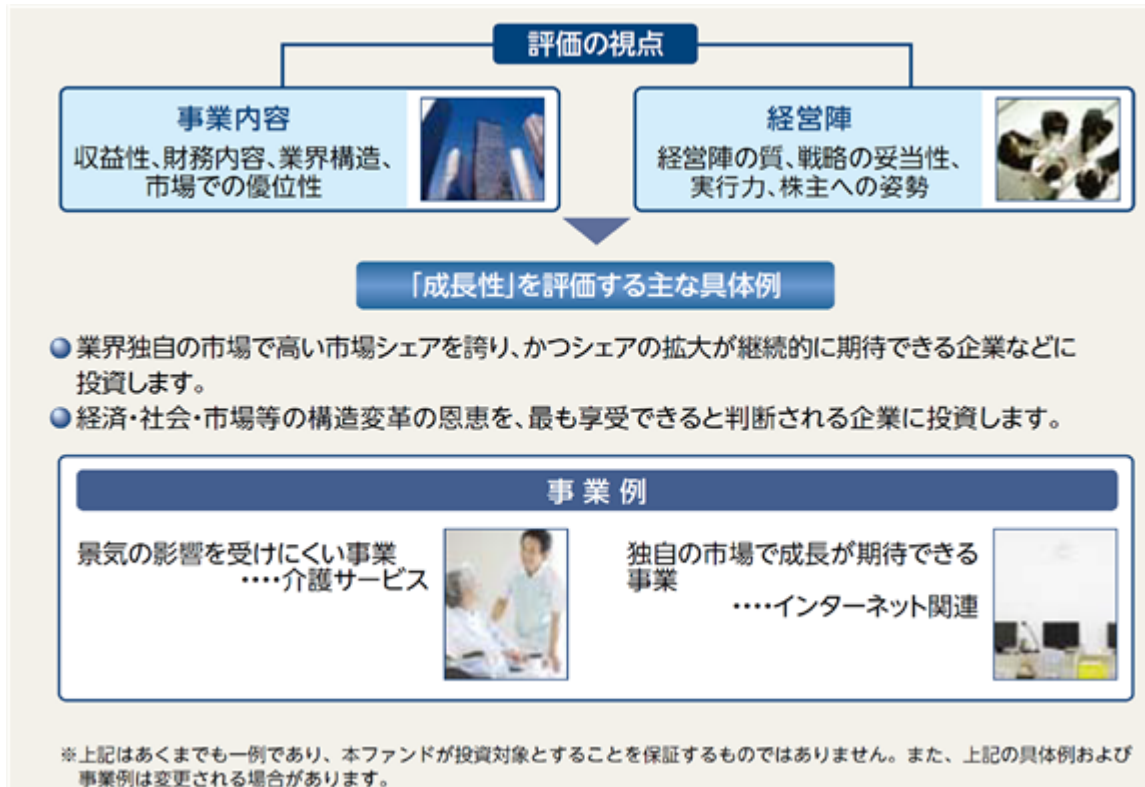 評価の視点
事業内容
収益性、財務内容、業界構造、
市場での優位性
経営陣
経営陣の質、戦略の妥当性、
実行力、株主への姿勢
「成長性」を評価する主な具体例
業界独自の市場で高い市場シェアを誇り、かつシェアの拡大が継続的に期待できる企業などに
投資します。
経済・社会・市場等の構造変革の恩恵を、最も享受できると判断される企業に投資します。
事業例
景気の影響を受けにくい事業
‥‥介護サービス
独自の市場で成長が期待できる
事業
‥‥インターネット関連
※上記はあくまでも一例であり、本ファンドが投資対象とすることを保証するものではありません。また、上記の具体例および
事業例は変更される場合があります。